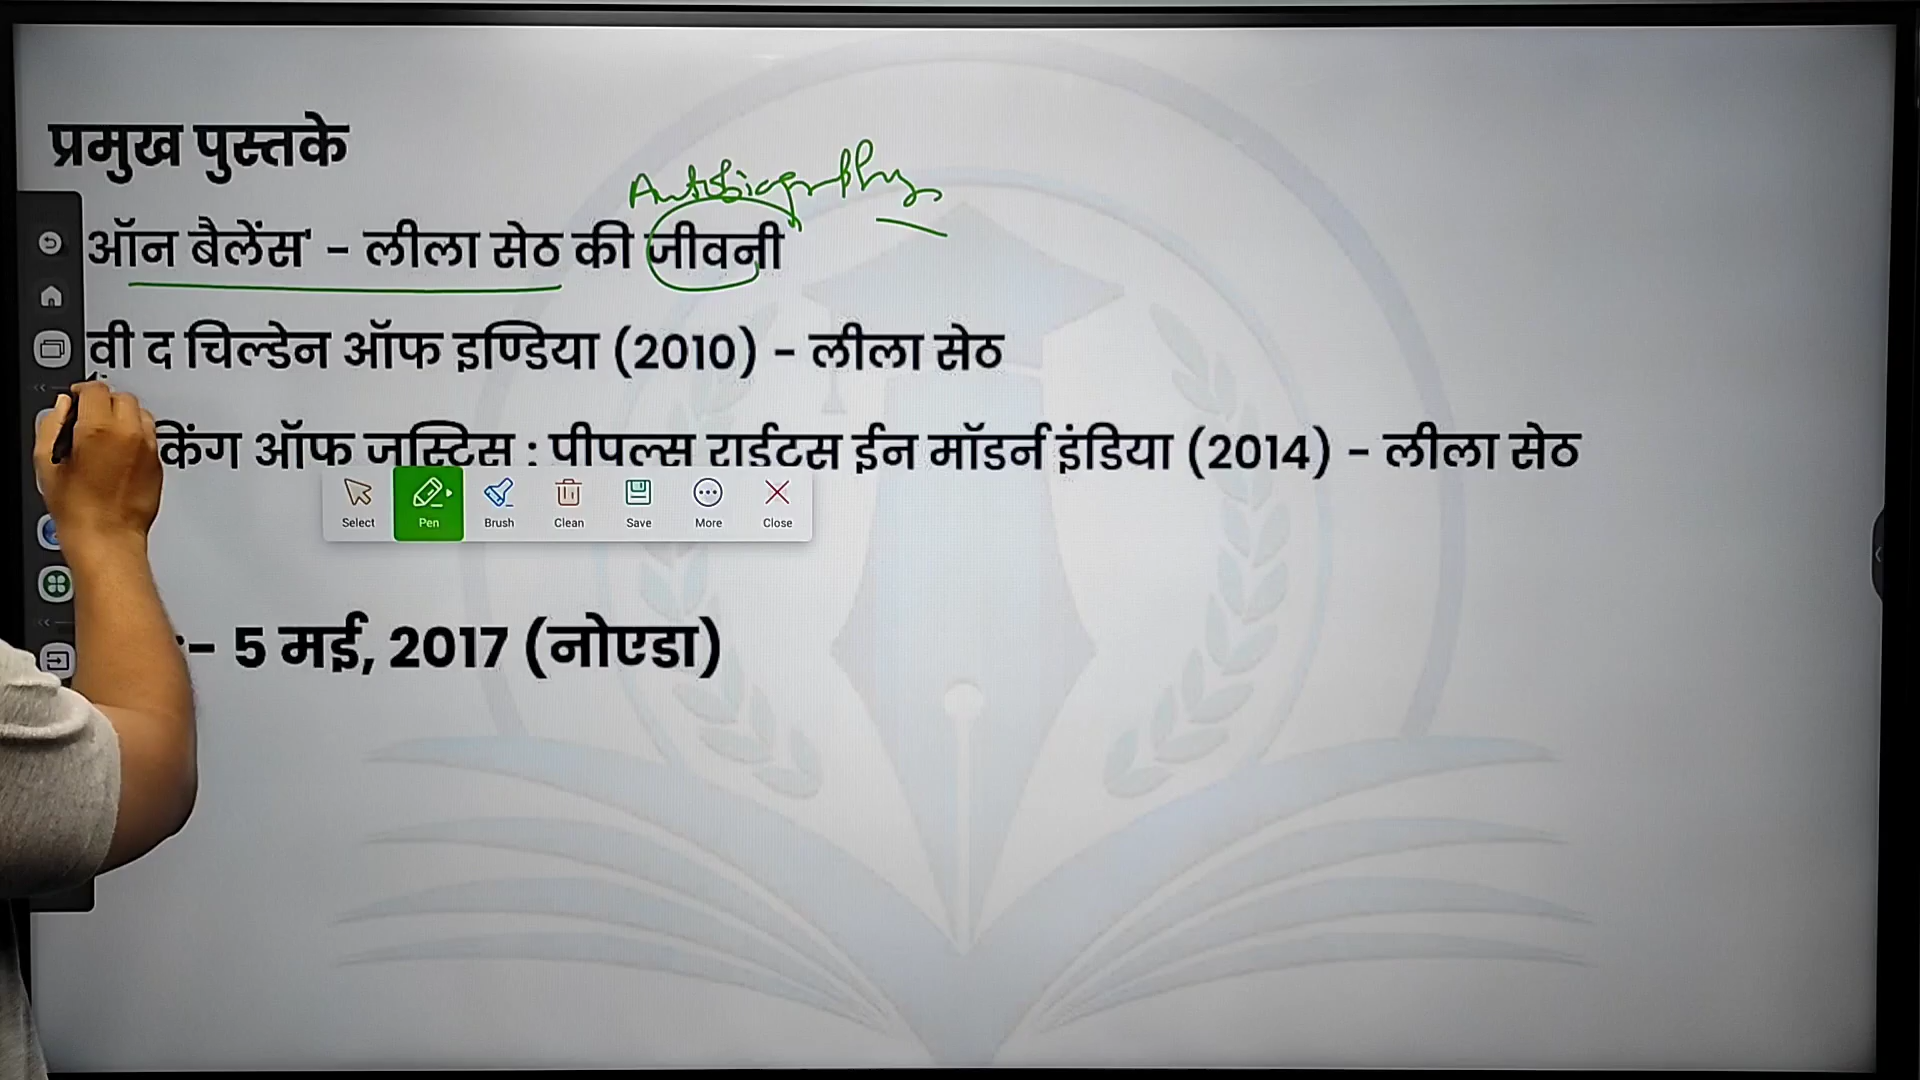 प्रमुख पुस्तके
Autobiography
ऑन बैलेंस' - लीला सेठ की जीवनी
वी द चिल्डेन ऑफ इण्डिया (2010) - लीला सेठ
किंग ऑफ जस्टिस : पीपल्स राईटस ईन मॉडर्न इंडिया (2014) - लीला सेठ
Select Pen Brush Clean Save More Close
:- 5 मई, 2017 (नोएडा)